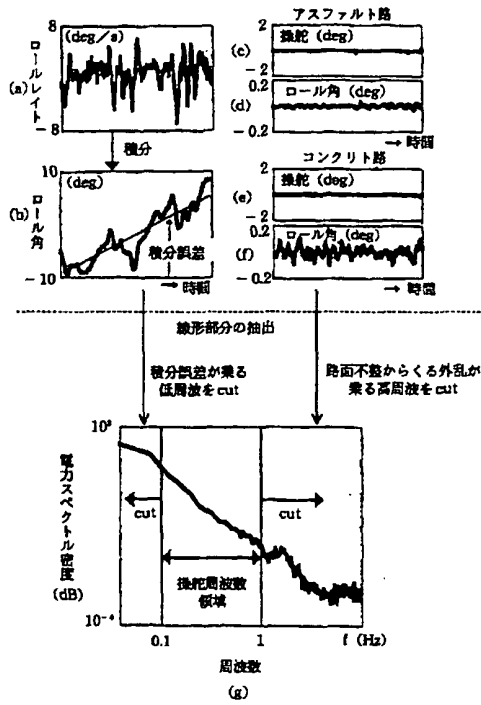 アスファルト路
8
(deg/s)
(a)
ロールレイト
-8
積分
2
操舵 (deg)
(c)
-2
0.2
ロール角 (deg)
(d)
-0.2
→ 時間
10
(deg)
(b)
ロール角
積分誤差
-10
→ 時間
コンクリト路
2
操舵 (deg)
(e)
-2
0.2
ロール角 (deg)
(f)
-0.2
→ 時間
線形部分の抽出
積分誤差が乗る
低周波をcut
路面不整からくる外乱が
乗る高周波をcut
電力スペクトル密度
(dB)
cut
cut
操舵周波数
領域
10⁻⁴
0.1
1
f (Hz)
周波数
(g)